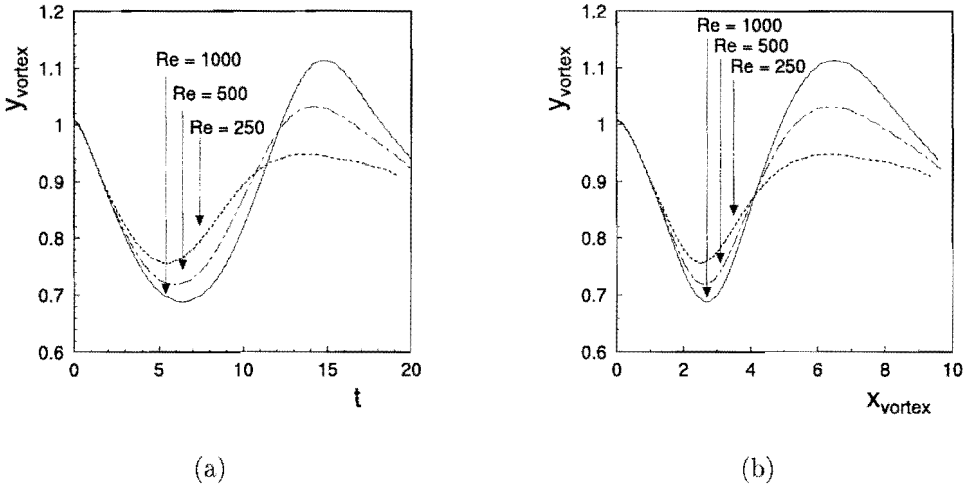 1.2
1.1
1
0.9
0.8
0.7
0.6
y_vortex
Re = 1000
Re = 500
Re = 250
0
5
10
15
20
t
(a)
1.2
1.1
1
0.9
0.8
0.7
0.6
y_vortex
Re = 1000
Re = 500
Re = 250
0
2
4
6
8
10
x_vortex
(b)